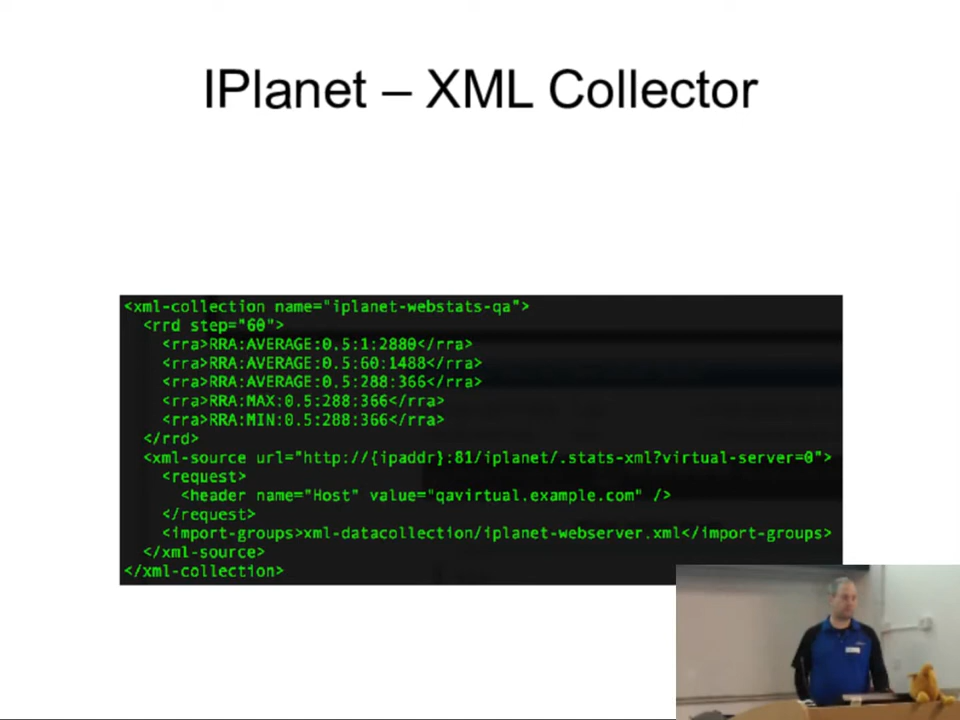 IPlanet – XML Collector
<xml-collection name="iplanet-webstats-qa">
<rrd step="60">
<rra>RRA:AVERAGE:0.5:1:2880</rra>
<rra>RRA:AVERAGE:0.5:60:1488</rra>
<rra>RRA:AVERAGE:0.5:288:366</rra>
<rra>RRA:MAX:0.5:288:366</rra>
<rra>RRA:MIN:0.5:288:366</rra>
</rrd>
<xml-source url="http://{ipaddr}:81/iplanet/.stats-xml?virtual-server=0">
<request>
<header name="Host" value="qavirtual.example.com" />
</request>
<import-groups>xml-datacollection/iplanet-webserver.xml</import-groups>
</xml-source>
</xml-collection>